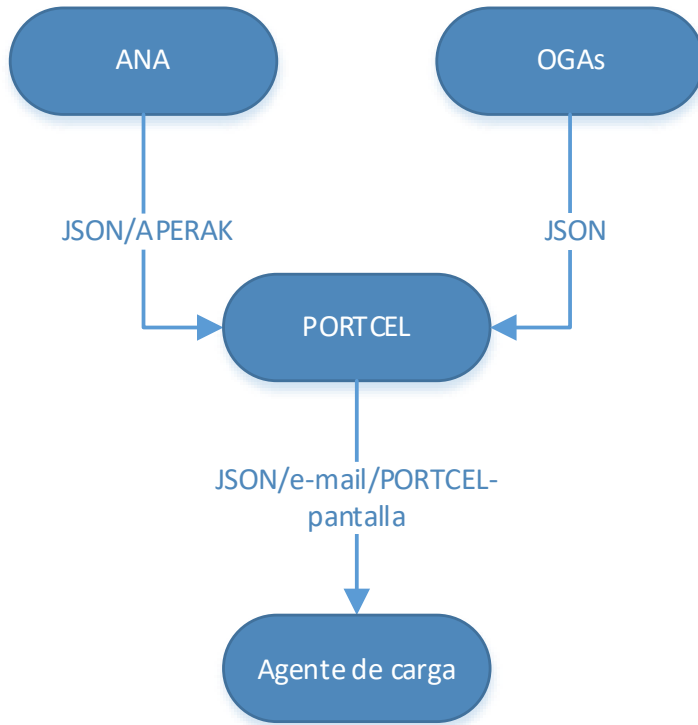 ANA
OGAs
JSON/APERAK
JSON
PORTCEL
JSON/e-mail/PORTCEL-
pantalla
Agente de carga